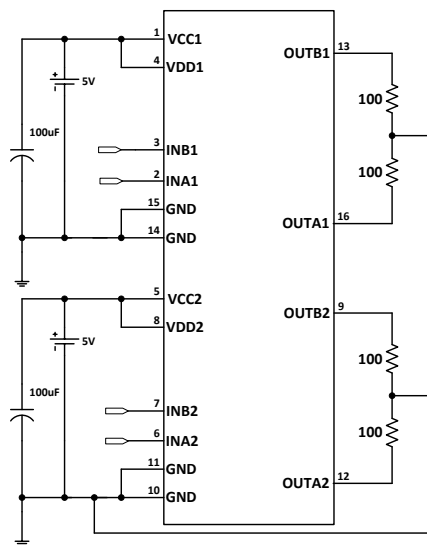 1 VCC1
OUTB1 13
4 VDD1
+
-
5V
100
100uF
3 INB1
100
2 INA1
15 GND
OUTA1 16
14 GND
5 VCC2
OUTB2 9
8 VDD2
+
-
5V
100
100uF
7 INB2
100
6 INA2
11 GND
OUTA2 12
10 GND